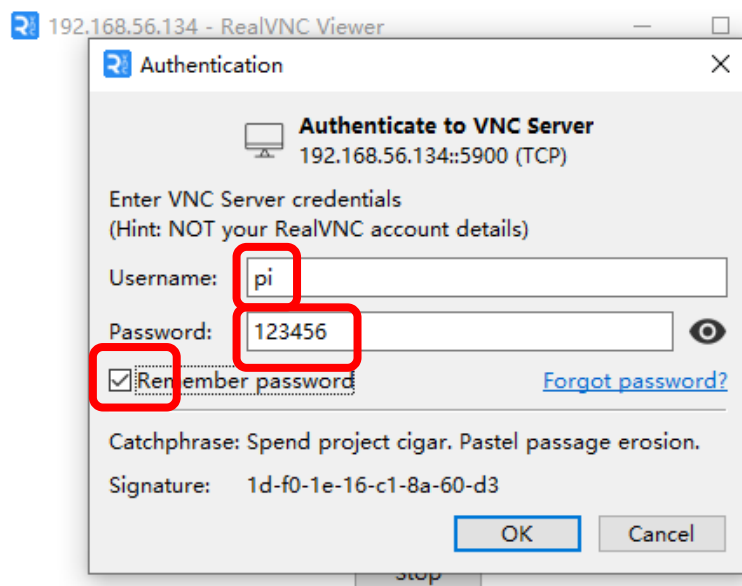 192.168.56.134 - RealVNC Viewer
Authentication
Authenticate to VNC Server
192.168.56.134::5900 (TCP)
Enter VNC Server credentials
(Hint: NOT your RealVNC account details)
Username: pi
Password: 123456
Remember password Forgot password?
Catchphrase: Spend project cigar. Pastel passage erosion.
Signature: 1d-f0-1e-16-c1-8a-60-d3
OK Cancel
Stop